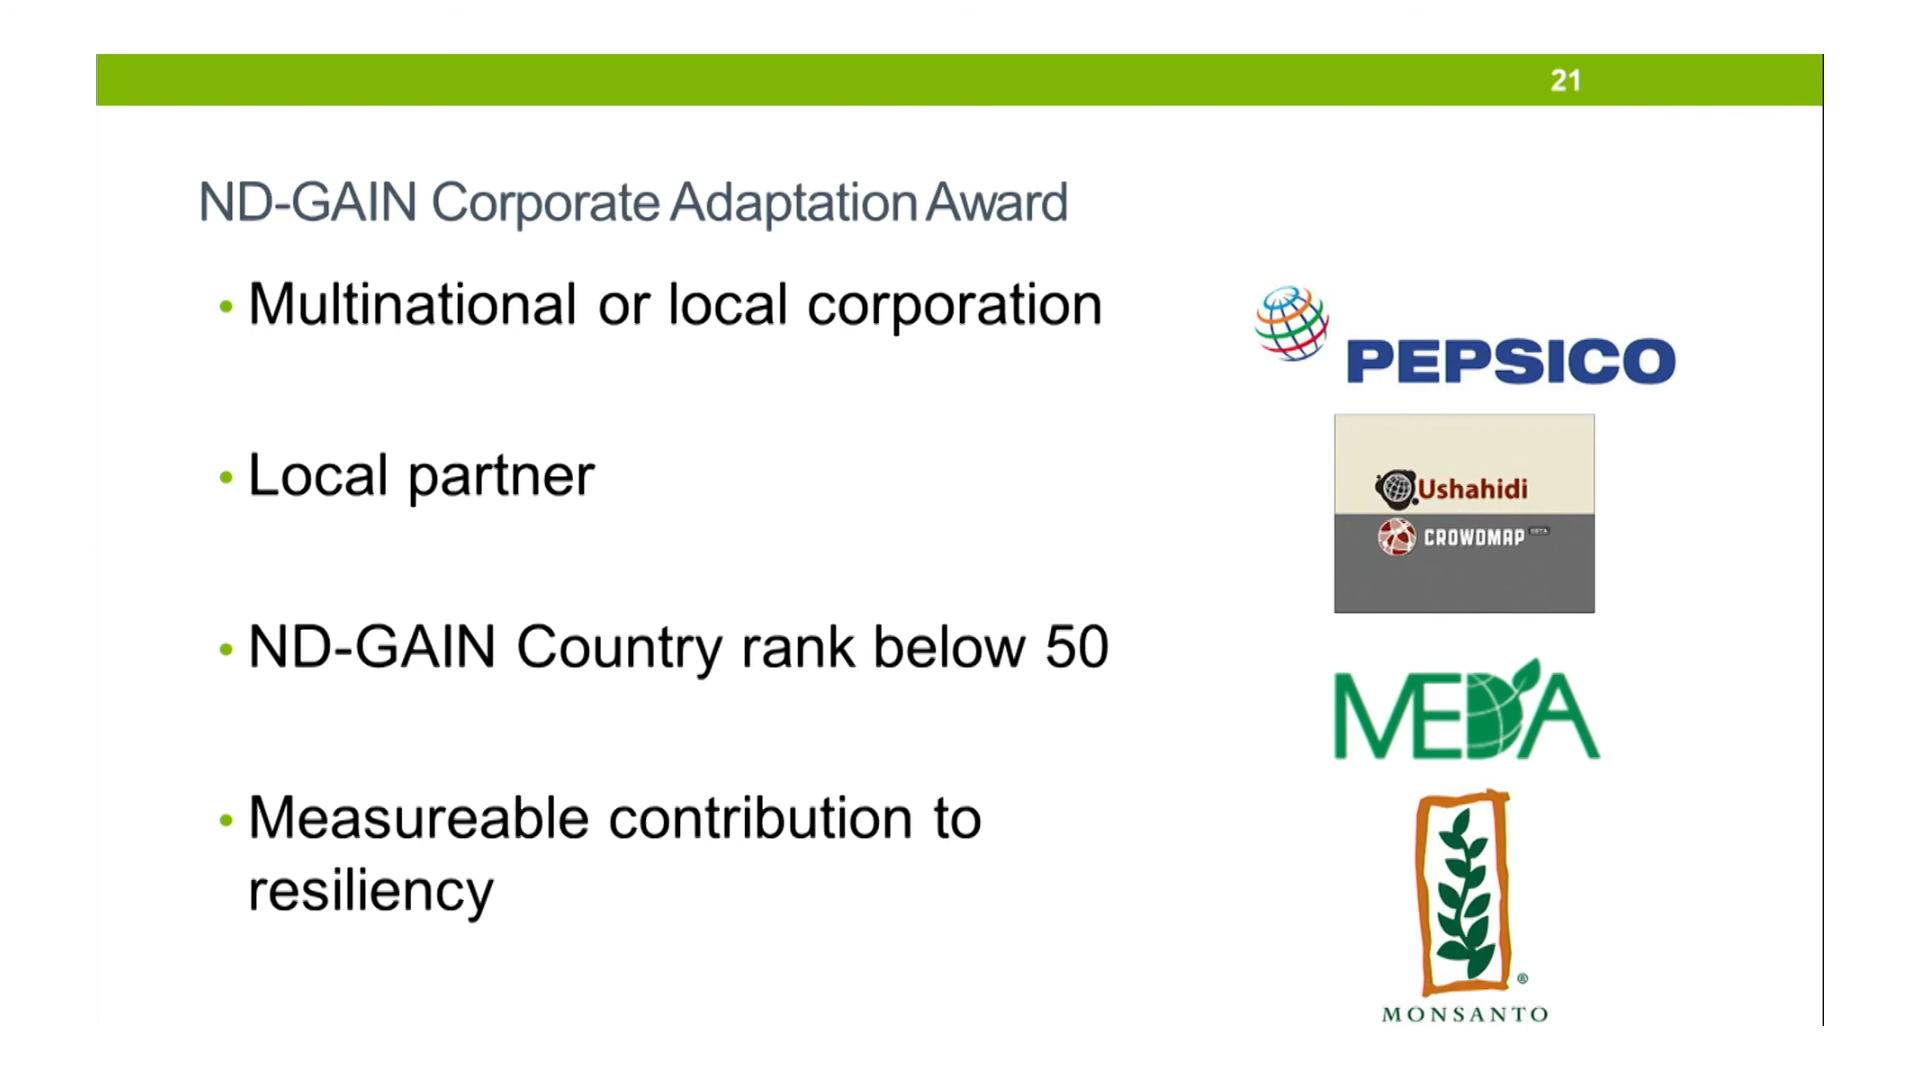 21
ND-GAIN Corporate Adaptation Award
• Multinational or local corporation
• Local partner
• ND-GAIN Country rank below 50
• Measureable contribution to
resiliency
PEPSICO
Ushahidi
CROWDMAP BETA
MEDA
®
MONSANTO